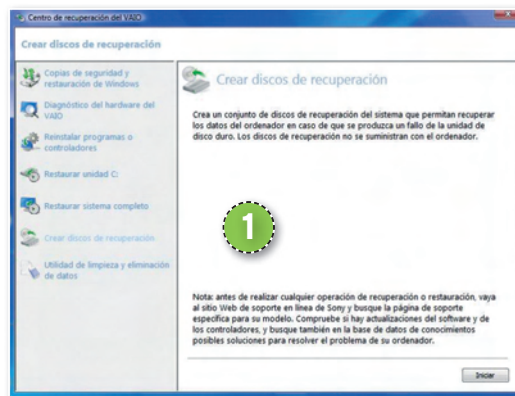 Centro de recuperación del VAIO
Crear discos de recuperación
Copias de seguridad y
restauración de Windows
Diagnóstico del hardware del
VAIO
Reinstalar programas o
controladores
Restaurar unidad C:
Restaurar sistema completo
Crear discos de recuperación
Utilidad de limpieza y eliminación
de datos
Crear discos de recuperación
Crea un conjunto de discos de recuperación del sistema que permitan recuperar
los datos del ordenador en caso de que se produzca un fallo de la unidad de
disco duro. Los discos de recuperación no se suministran con el ordenador.
1
Nota: antes de realizar cualquier operación de recuperación o restauración, vaya
al sitio Web de soporte en línea de Sony y busque la página de soporte
específica para su modelo. Compruebe si hay actualizaciones del software y de
los controladores, y busque también en la base de datos de conocimientos
posibles soluciones para resolver el problema de su ordenador.
Iniciar